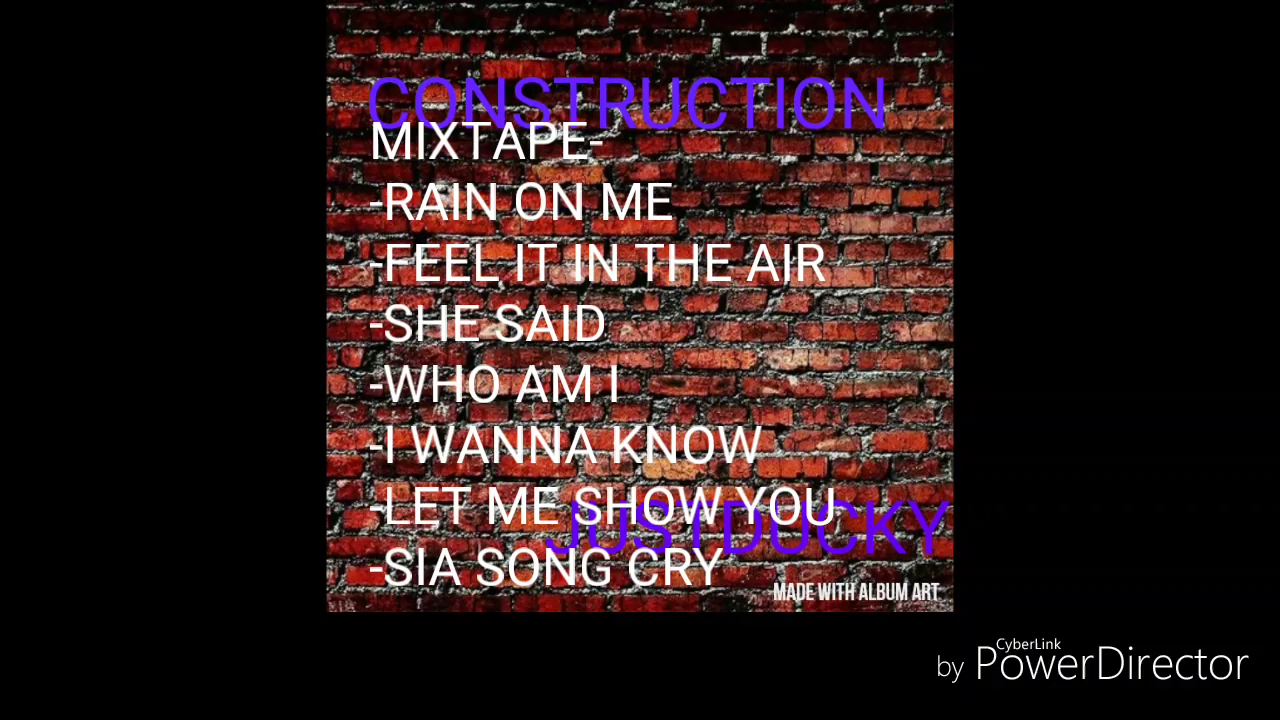 CONSTRUCTION
MIXTAPE-
-RAIN ON ME
-FEEL IT IN THE AIR
-SHE SAID
-WHO AM I
-I WANNA KNOW
-LET ME SHOW YOU
JUSTDUCKY
-SIA SONG CRY
MADE WITH ALBUM ART
CyberLink
by PowerDirector